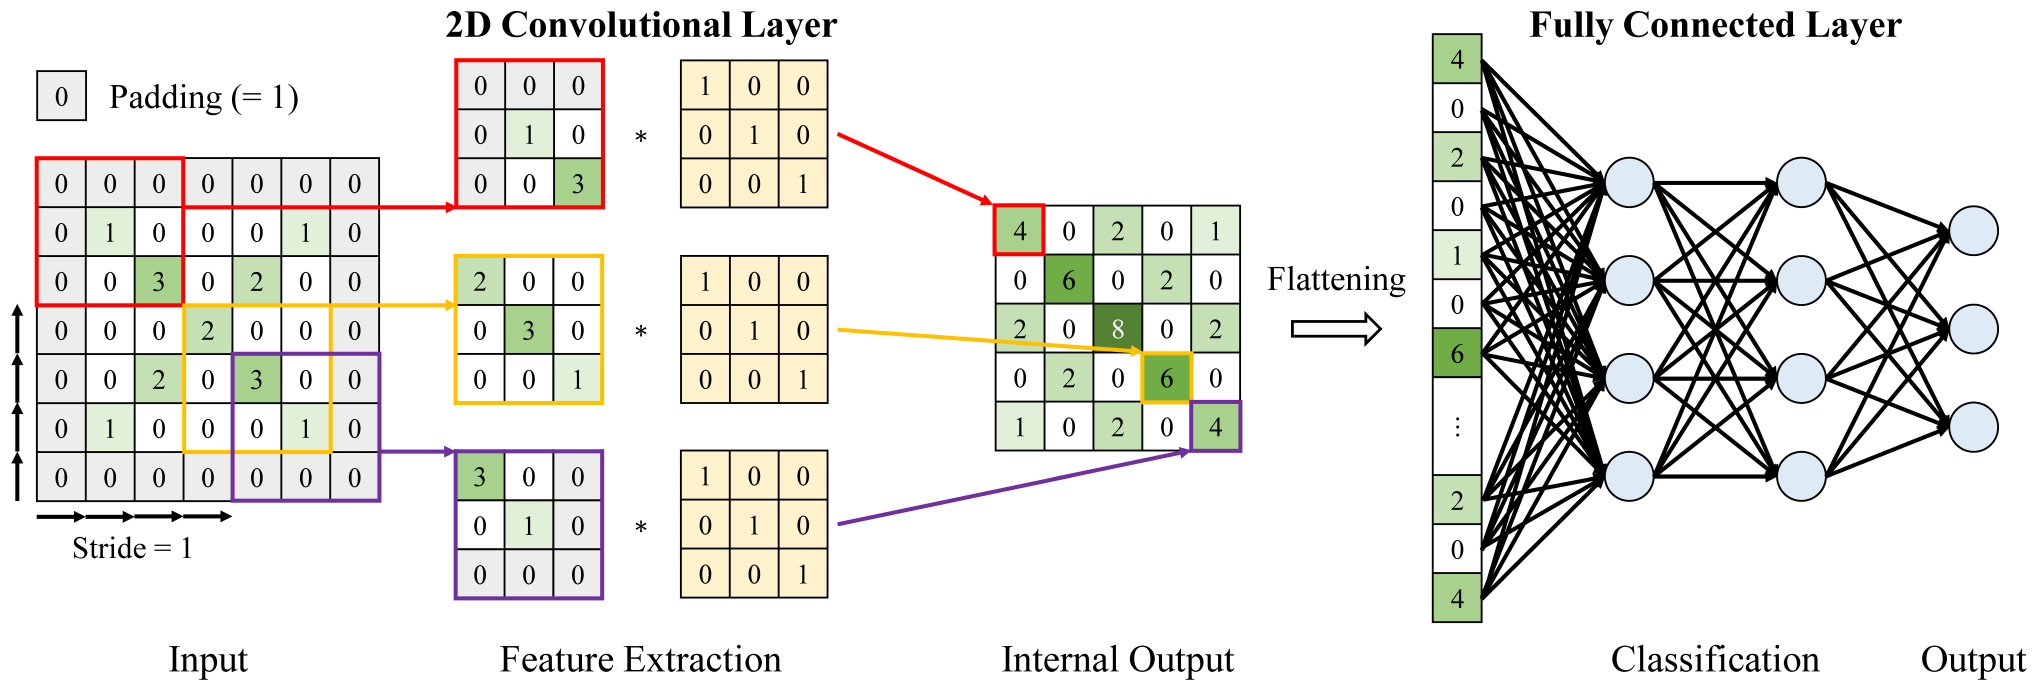 2D Convolutional Layer
Fully Connected Layer
0 Padding (= 1)
0 0 0 0 0 0 0
0 1 0 0 0 1 0
0 0 3 0 2 0 0
0 0 0 2 0 0 0
0 0 2 0 3 0 0
0 1 0 0 0 1 0
0 0 0 0 0 0 0
Stride = 1
Input
0 0 0 * 1 0 0
0 1 0 0 1 0
0 0 3 0 0 1
2 0 0 * 1 0 0
0 3 0 0 1 0
0 0 1 0 0 1
3 0 0 * 1 0 0
0 1 0 0 1 0
0 0 0 0 0 1
Feature Extraction
4 0 2 0 1
0 6 0 2 0
2 0 8 0 2
0 2 0 6 0
1 0 2 0 4
Internal Output
Flattening
4
0
2
0
1
0
6
⋮
2
0
4
Classification
Output